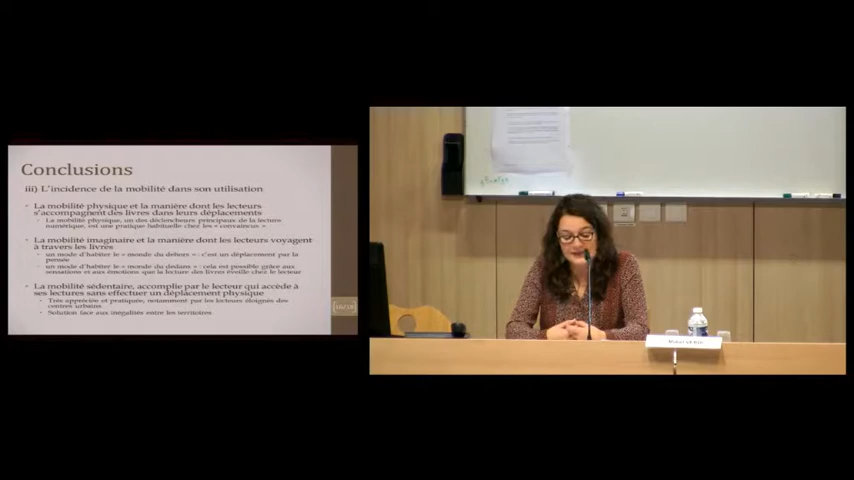 Conclusions
iii) L'incidence de la mobilité dans son utilisation
La mobilité physique et la manière dont les lecteurs
s'accompagnent des livres dans leurs déplacements
La mobilité physique, un des déclencheurs principaux de la lecture
numérique, est une pratique habituelle chez les « convaincus »
La mobilité imaginaire et la manière dont les lecteurs voyagent
à travers les livres
un mode d'habiter le « monde du dehors » : c'est un déplacement par la
pensée
un mode d'habiter le « monde du dedans » : cela est possible grâce aux
sensations et aux émotions que la lecture des livres éveille chez le lecteur
La mobilité sédentaire, accomplie par le lecteur qui accède à
ses lectures sans effectuer un déplacement physique
Très appréciée et pratiquée, notamment par les lecteurs éloignés des
centres urbains
Solution face aux inégalités entre les territoires